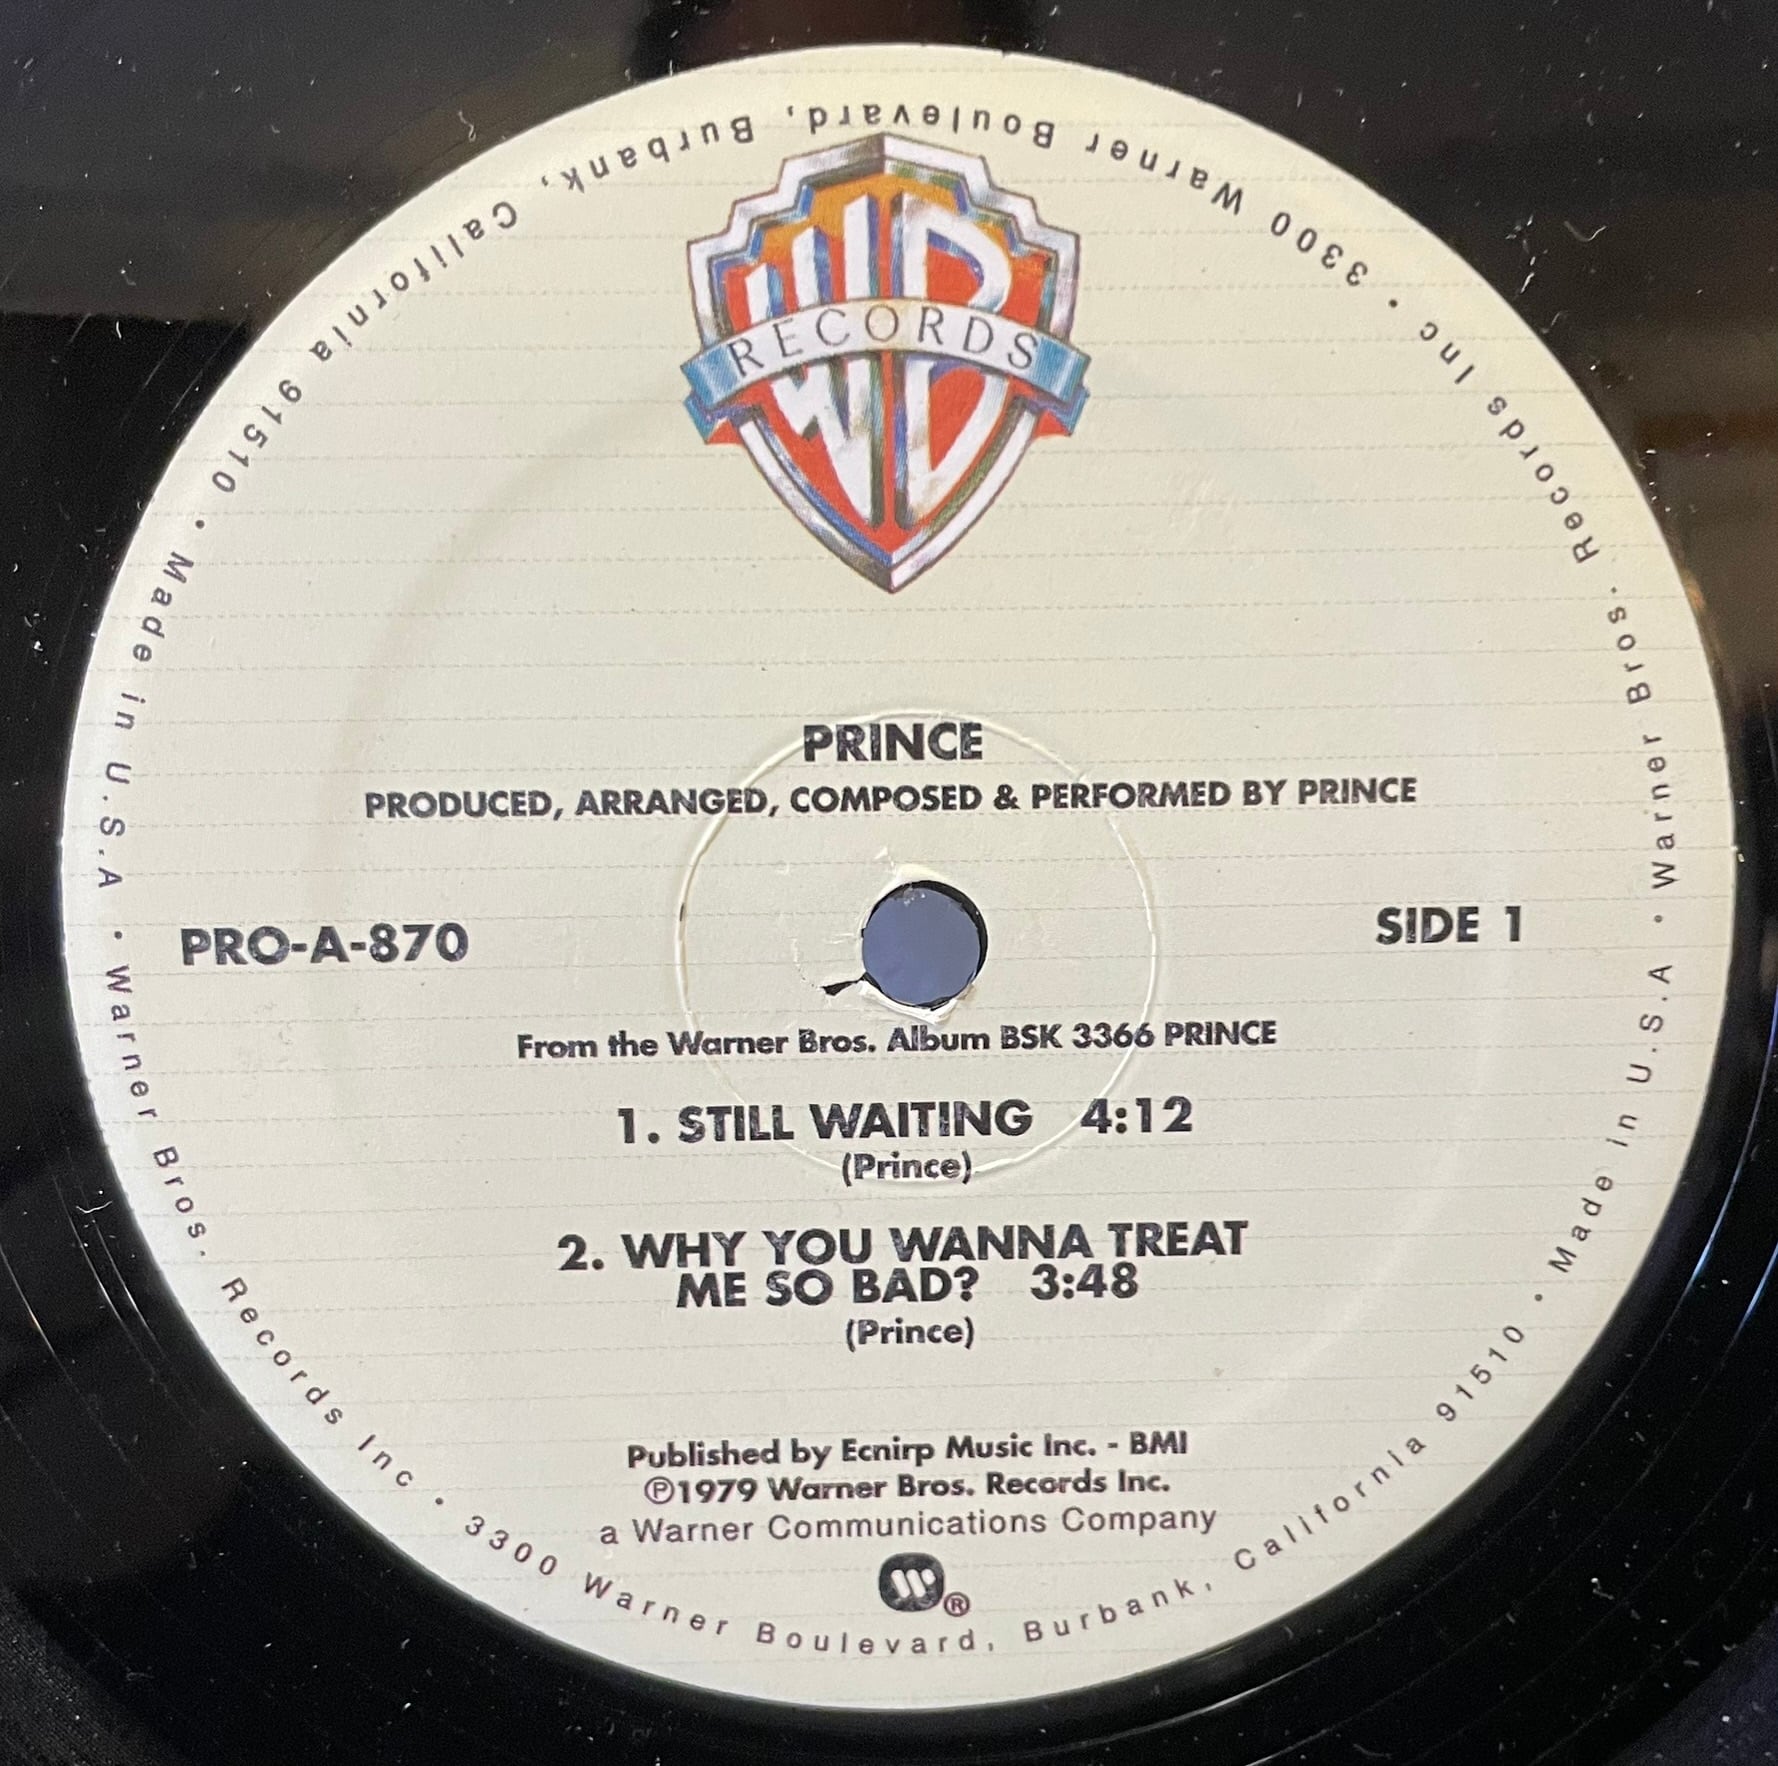 WB
RECORDS
PRINCE
PRODUCED, ARRANGED, COMPOSED & PERFORMED BY PRINCE
PRO-A-870
SIDE 1
From the Warner Bros. Album BSK 3366 PRINCE
1. STILL WAITING 4:12
(Prince)
2. WHY YOU WANNA TREAT
ME SO BAD? 3:48
(Prince)
Published by Ecnirp Music Inc. - BMI
℗1979 Warner Bros. Records Inc.
a Warner Communications Company
W®
• Warner Bros. Records Inc • 3300 Warner Boulevard, Burbank, California 91510 • Made in U.S.A • Warner Bros. Records Inc • 3300 Warner Boulevard, Burbank, California 91510 • Made in U.S.A